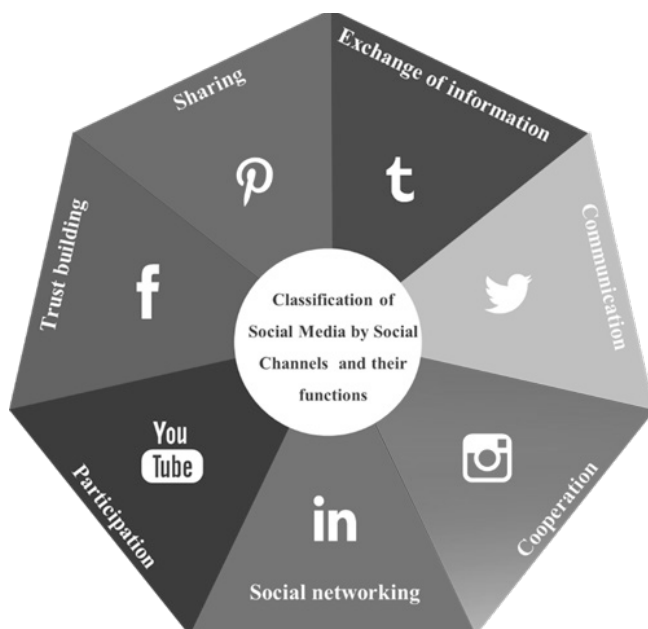 Sharing
Exchange of information
Communication
Cooperation
Social networking
Participation
Trust building
Classification of
Social Media by Social
Channels and their
functions
t
f
You
Tube
in